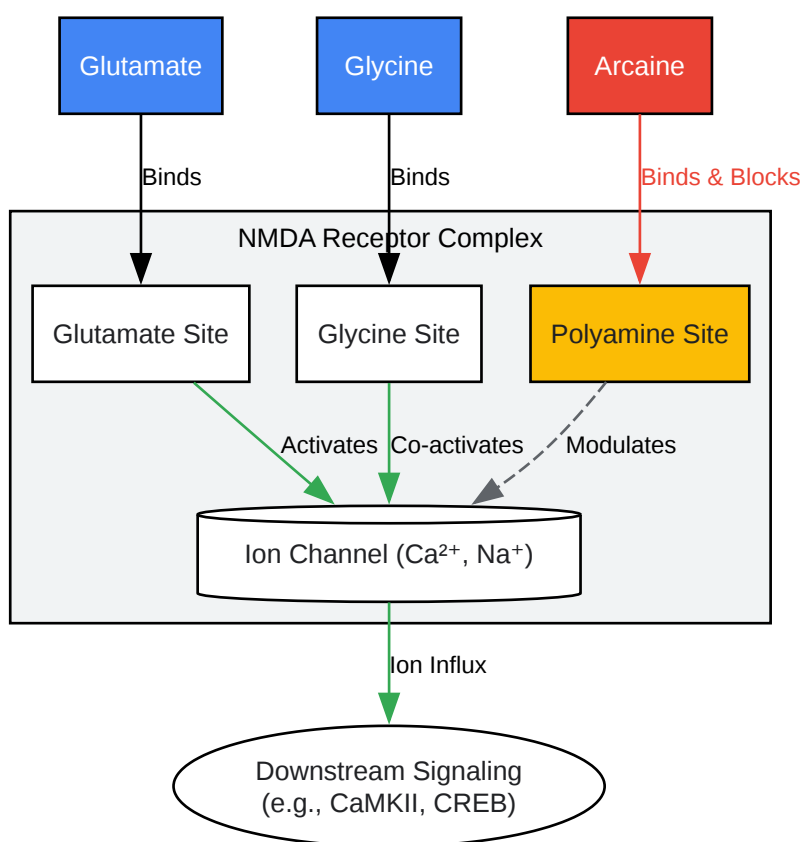 Glutamate
Glycine
Arcaine
Binds
Binds
Binds & Blocks
NMDA Receptor Complex
Glutamate Site
Glycine Site
Polyamine Site
Activates
Co-activates
Modulates
Ion Channel (Ca²⁺, Na⁺)
Ion Influx
Downstream Signaling
(e.g., CaMKII, CREB)